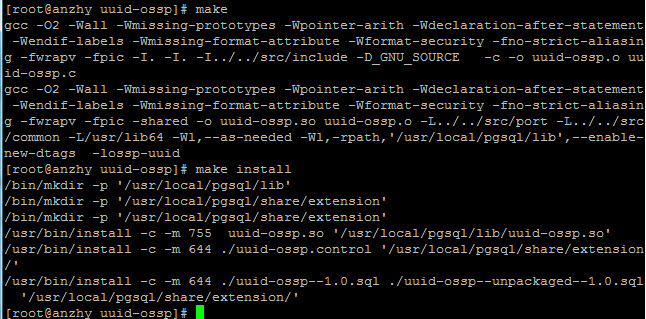 [root@anzhy uuid-ossp]# make
gcc -O2 -Wall -Wmissing-prototypes -Wpointer-arith -Wdeclaration-after-statement
 -Wendif-labels -Wmissing-format-attribute -Wformat-security -fno-strict-aliasin
g -fwrapv -fpic -I. -I. -I../../src/include -D_GNU_SOURCE   -c -o uuid-ossp.o uu
id-ossp.c
gcc -O2 -Wall -Wmissing-prototypes -Wpointer-arith -Wdeclaration-after-statement
 -Wendif-labels -Wmissing-format-attribute -Wformat-security -fno-strict-aliasin
g -fwrapv -fpic -shared -o uuid-ossp.so uuid-ossp.o -L../../src/port -L../../src
/common -L/usr/lib64 -Wl,--as-needed -Wl,-rpath,'/usr/local/pgsql/lib',--enable-
new-dtags  -lossp-uuid
[root@anzhy uuid-ossp]# make install
/bin/mkdir -p '/usr/local/pgsql/lib'
/bin/mkdir -p '/usr/local/pgsql/share/extension'
/bin/mkdir -p '/usr/local/pgsql/share/extension'
/usr/bin/install -c -m 755  uuid-ossp.so '/usr/local/pgsql/lib/uuid-ossp.so'
/usr/bin/install -c -m 644 ./uuid-ossp.control '/usr/local/pgsql/share/extension
/'
/usr/bin/install -c -m 644 ./uuid-ossp--1.0.sql ./uuid-ossp--unpackaged--1.0.sql
  '/usr/local/pgsql/share/extension/'
[root@anzhy uuid-ossp]#